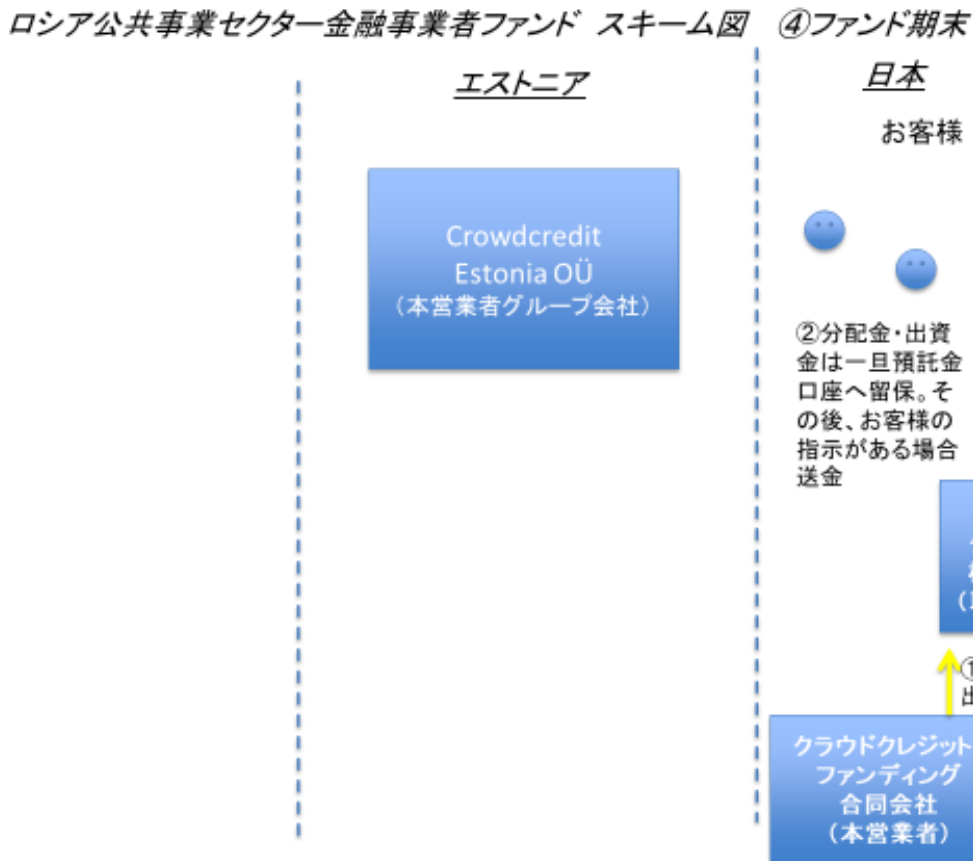 ロシア公共事業セクター金融事業者ファンド スキーム図 ④ファンド期末
エストニア
日本
お客様
Crowdcredit
Estonia OÜ
（本営業者グループ会社）
②分配金・出資
金は一旦預託金
口座へ留保。そ
の後、お客様の
指示がある場合
送金
①
クラウドクレジット
ファンディング
合同会社
（本営業者）